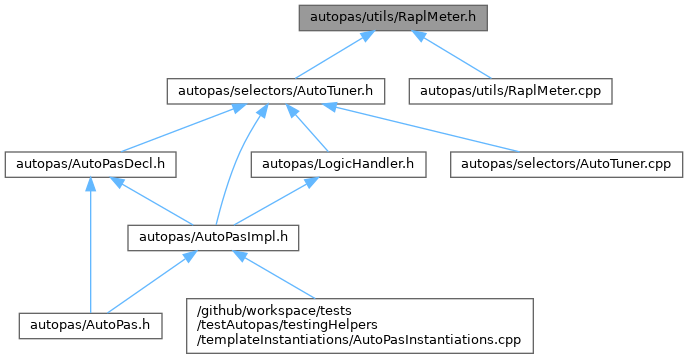 autopas/utils/RaplMeter.h
autopas/selectors/AutoTuner.h
autopas/utils/RaplMeter.cpp
autopas/AutoPasDecl.h
autopas/LogicHandler.h
autopas/selectors/AutoTuner.cpp
autopas/AutoPasImpl.h
autopas/AutoPas.h
/github/workspace/tests
/testAutopas/testingHelpers
/templateInstantiations/AutoPasInstantiations.cpp